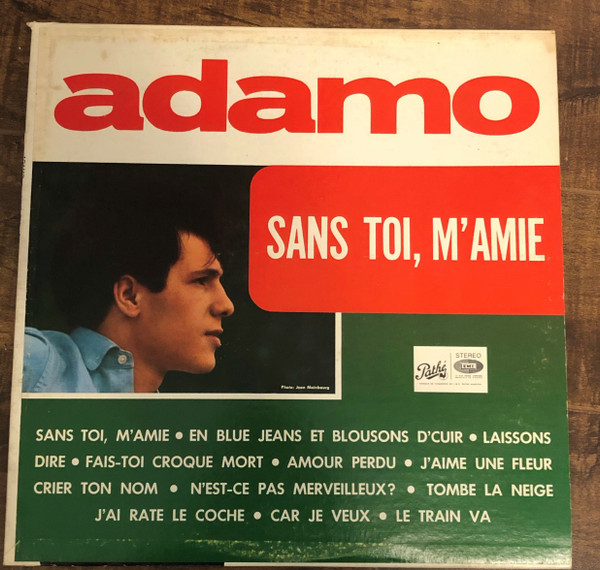 adamo
SANS TOI, M'AMIE
Photo: Jean Mainbourg
Pathé
STEREO
EMI
SANS TOI, M'AMIE • EN BLUE JEANS ET BLOUSONS D'CUIR • LAISSONS
DIRE • FAIS-TOI CROQUE MORT • AMOUR PERDU • J'AIME UNE FLEUR
CRIER TON NOM • N'EST-CE PAS MERVEILLEUX? • TOMBE LA NEIGE
J'AI RATE LE COCHE • CAR JE VEUX • LE TRAIN VA